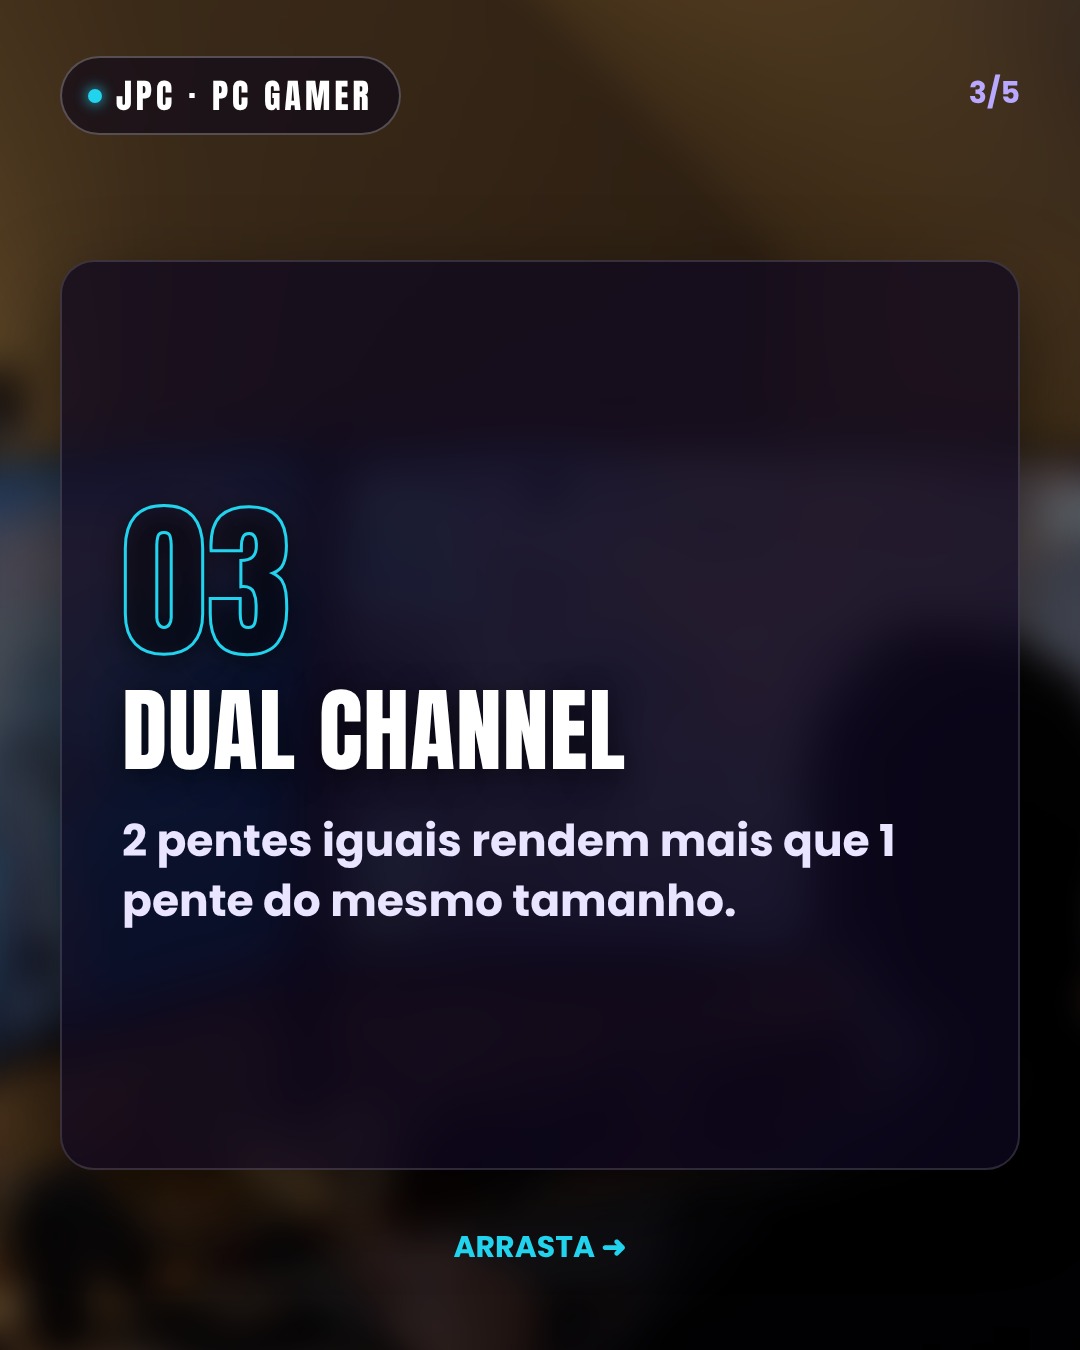 JPC · PC GAMER
3/5
03
DUAL CHANNEL
2 pentes iguais rendem mais que 1
pente do mesmo tamanho.
ARRASTA ➜